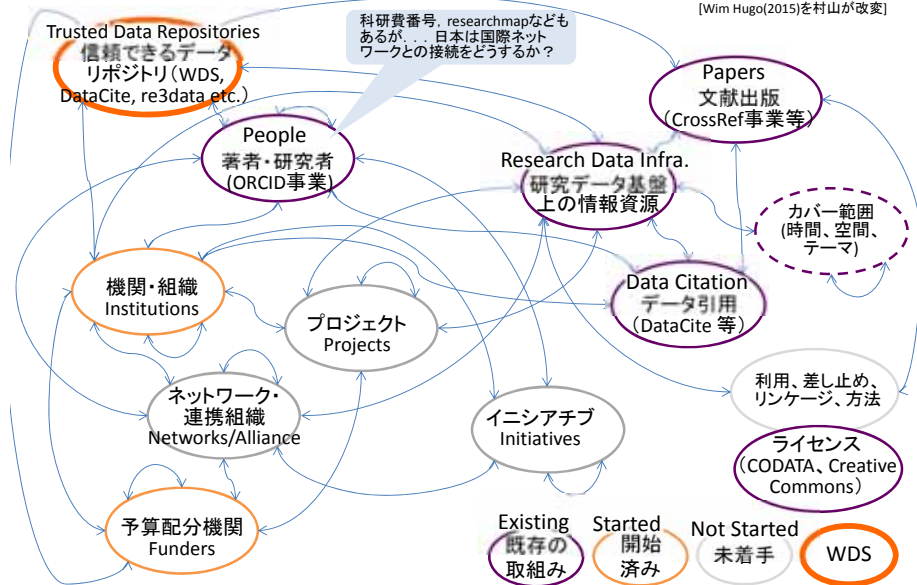 [Wim Hugo(2015)を村山が改変]
Trusted Data Repositories
信頼できるデータ
リポジトリ(WDS,
DataCite, re3data etc.)
科研費番号, researchmapなども
あるが. . . 日本は国際ネット
ワークとの接続をどうするか?
Papers
文献出版
(CrossRef事業等)
People
著者・研究者
(ORCID事業)
Research Data Infra.
研究データ基盤
上の情報資源
カバー範囲
(時間、空間、
テーマ)
機関・組織
Institutions
Data Citation
データ引用
(DataCite 等)
プロジェクト
Projects
利用、差し止め、
リンケージ、方法
ネットワーク・
連携組織
Networks/Alliance
イニシアチブ
Initiatives
ライセンス
(CODATA、Creative
Commons)
予算配分機関
Funders
Existing
既存の
取組み
Started
開始
済み
Not Started
未着手
WDS